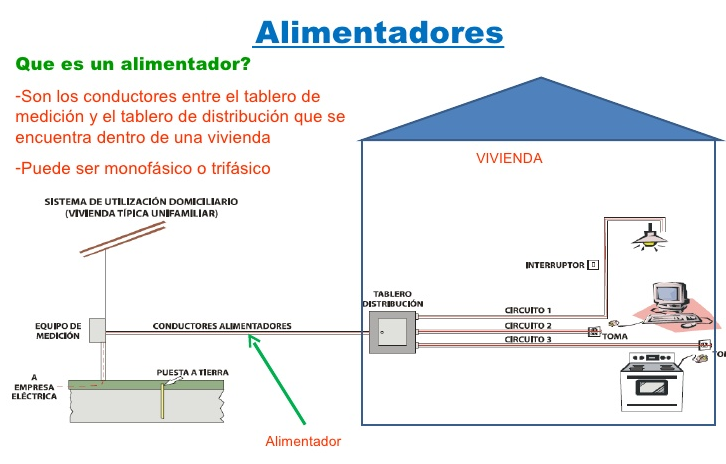 Alimentadores
Que es un alimentador?
-Son los conductores entre el tablero de
medición y el tablero de distribución que se
encuentra dentro de una vivienda
-Puede ser monofásico o trifásico
VIVIENDA
SISTEMA DE UTILIZACIÓN DOMICILIARIO
(VIVIENDA TÍPICA UNIFAMILIAR)
INTERRUPTOR
TABLERO
DISTRIBUCIÓN
CIRCUITO 1
EQUIPO DE
MEDICIÓN
CONDUCTORES ALIMENTADORES
CIRCUITO 2
TOMA
CIRCUITO 3
TO
PUESTA A TIERRA
A
EMPRESA
ELÉCTRICA
Alimentador